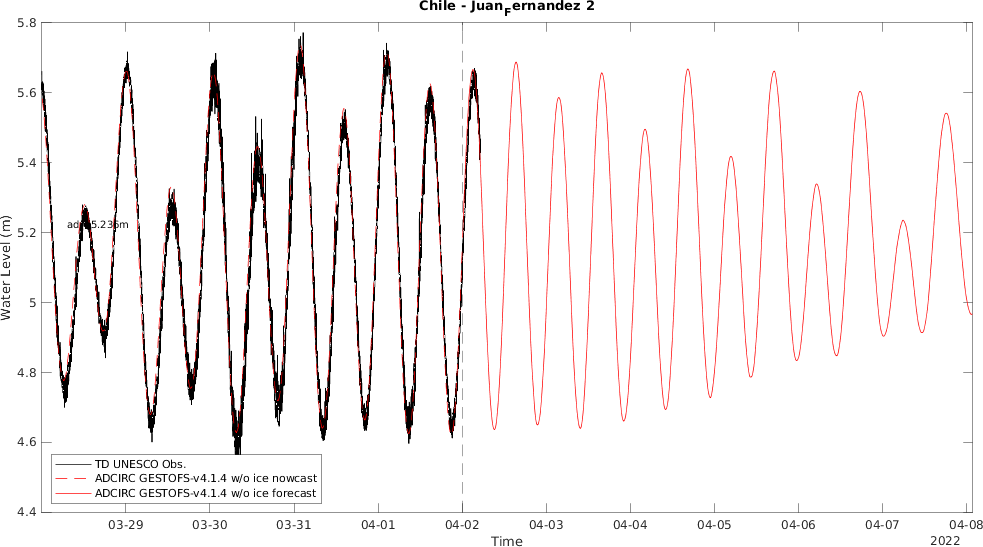 Chile - Juan_Fernandez 2
Water Level (m)
5.8
5.6
5.4
5.2
5
4.8
4.6
4.4
5.236m
TD UNESCO Obs.
ADCIRC GESTOFS-v4.1.4 w/o ice nowcast
ADCIRC GESTOFS-v4.1.4 w/o ice forecast
03-29 03-30 03-31 04-01 04-02 04-03 04-04 04-05 04-06 04-07 04-08
Time
2022